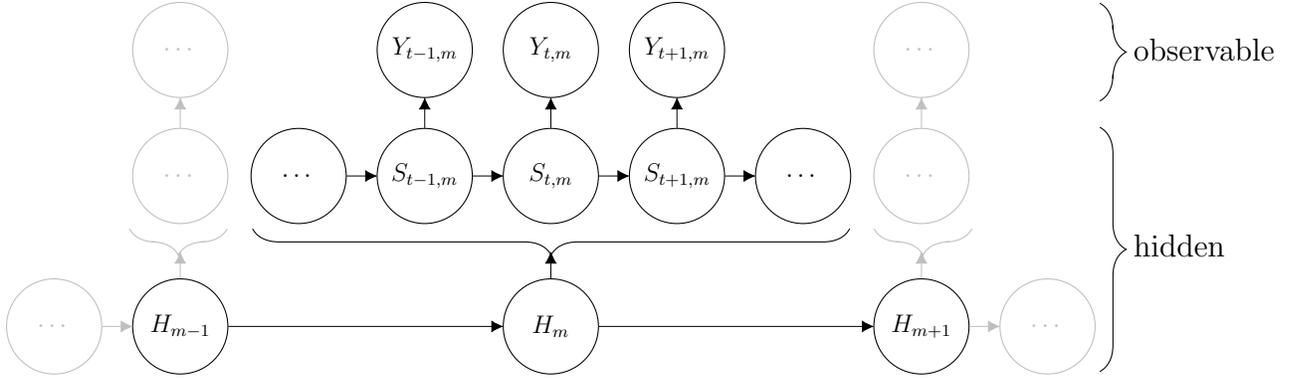 ... Y_{t-1,m} Y_{t,m} Y_{t+1,m} ... observable
... ... S_{t-1,m} S_{t,m} S_{t+1,m} ... ...
hidden
... H_{m-1} H_m H_{m+1} ...